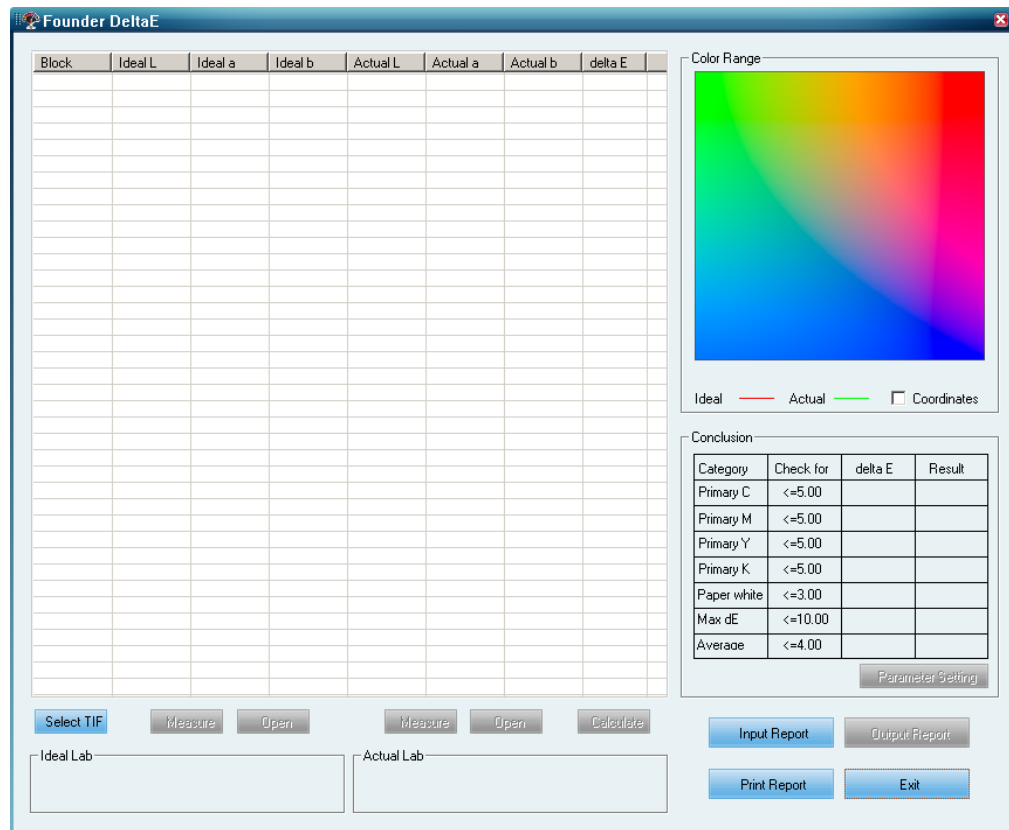 Founder DeltaE
Block Ideal L Ideal a Ideal b Actual L Actual a Actual b delta E
Color Range
Ideal Actual Coordinates
Conclusion
Category Check for delta E Result
Primary C <=5.00
Primary M <=5.00
Primary Y <=5.00
Primary K <=5.00
Paper white <=3.00
Max dE <=10.00
Average <=4.00
Parameter Setting
Select TIF Measure Open Measure Open Calculate
Input Report Output Report
Ideal Lab Actual Lab
Print Report Exit